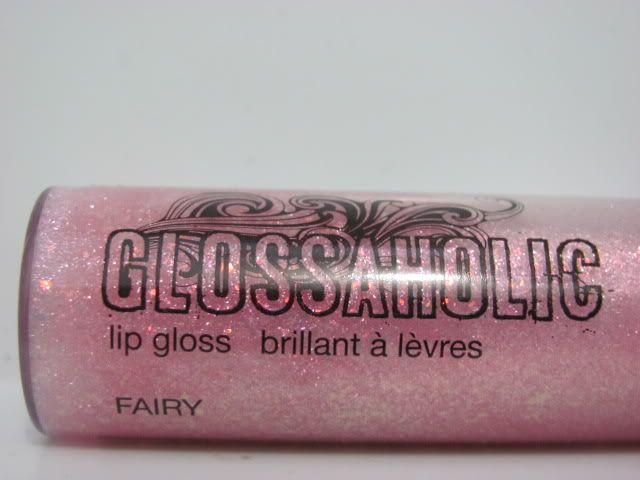 GLOSSAHOLIC
lip gloss brillant à lèvres
FAIRY